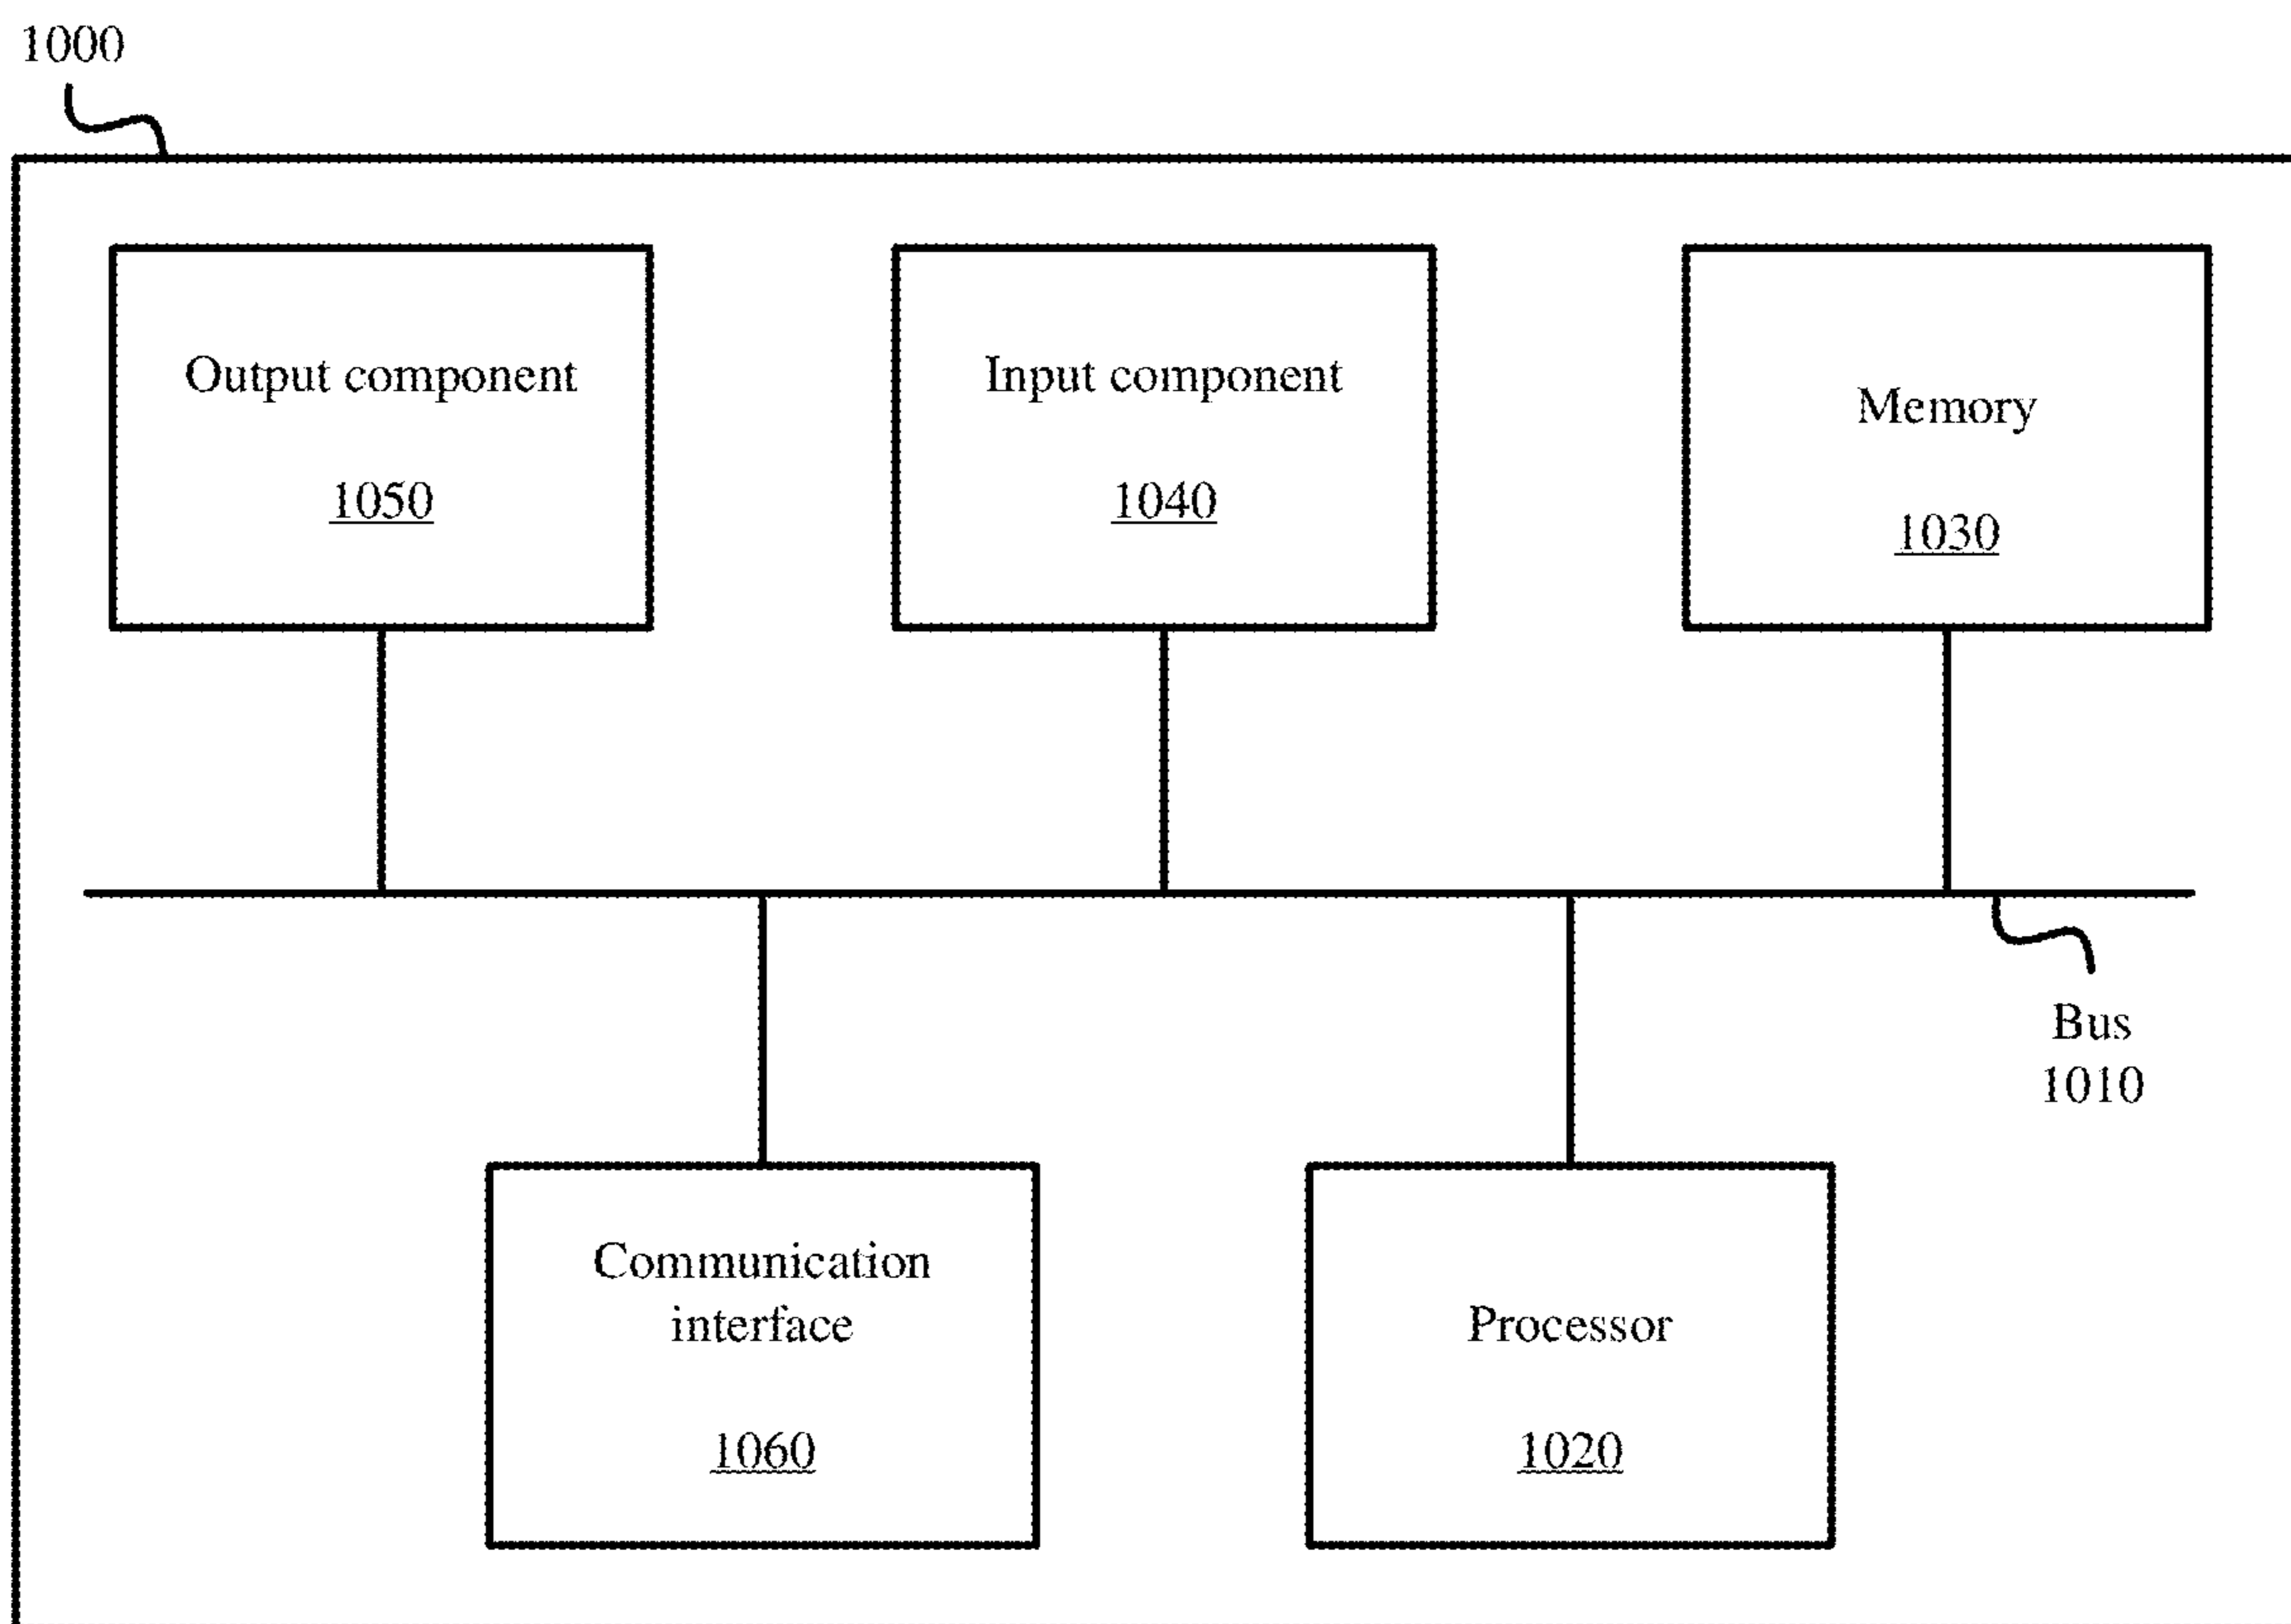 1000
Output component
1050
Input component
1040
Memory
1030
Bus
1010
Communication
interface
1060
Processor
1020